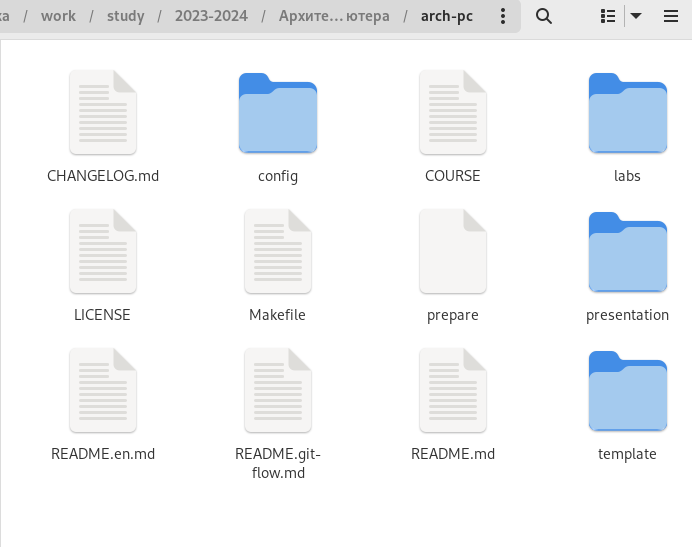 ка / work / study / 2023-2024 / Архите…ютера / arch-pc
CHANGELOG.md
config
COURSE
labs
LICENSE
Makefile
prepare
presentation
README.en.md
README.git-
flow.md
README.md
template